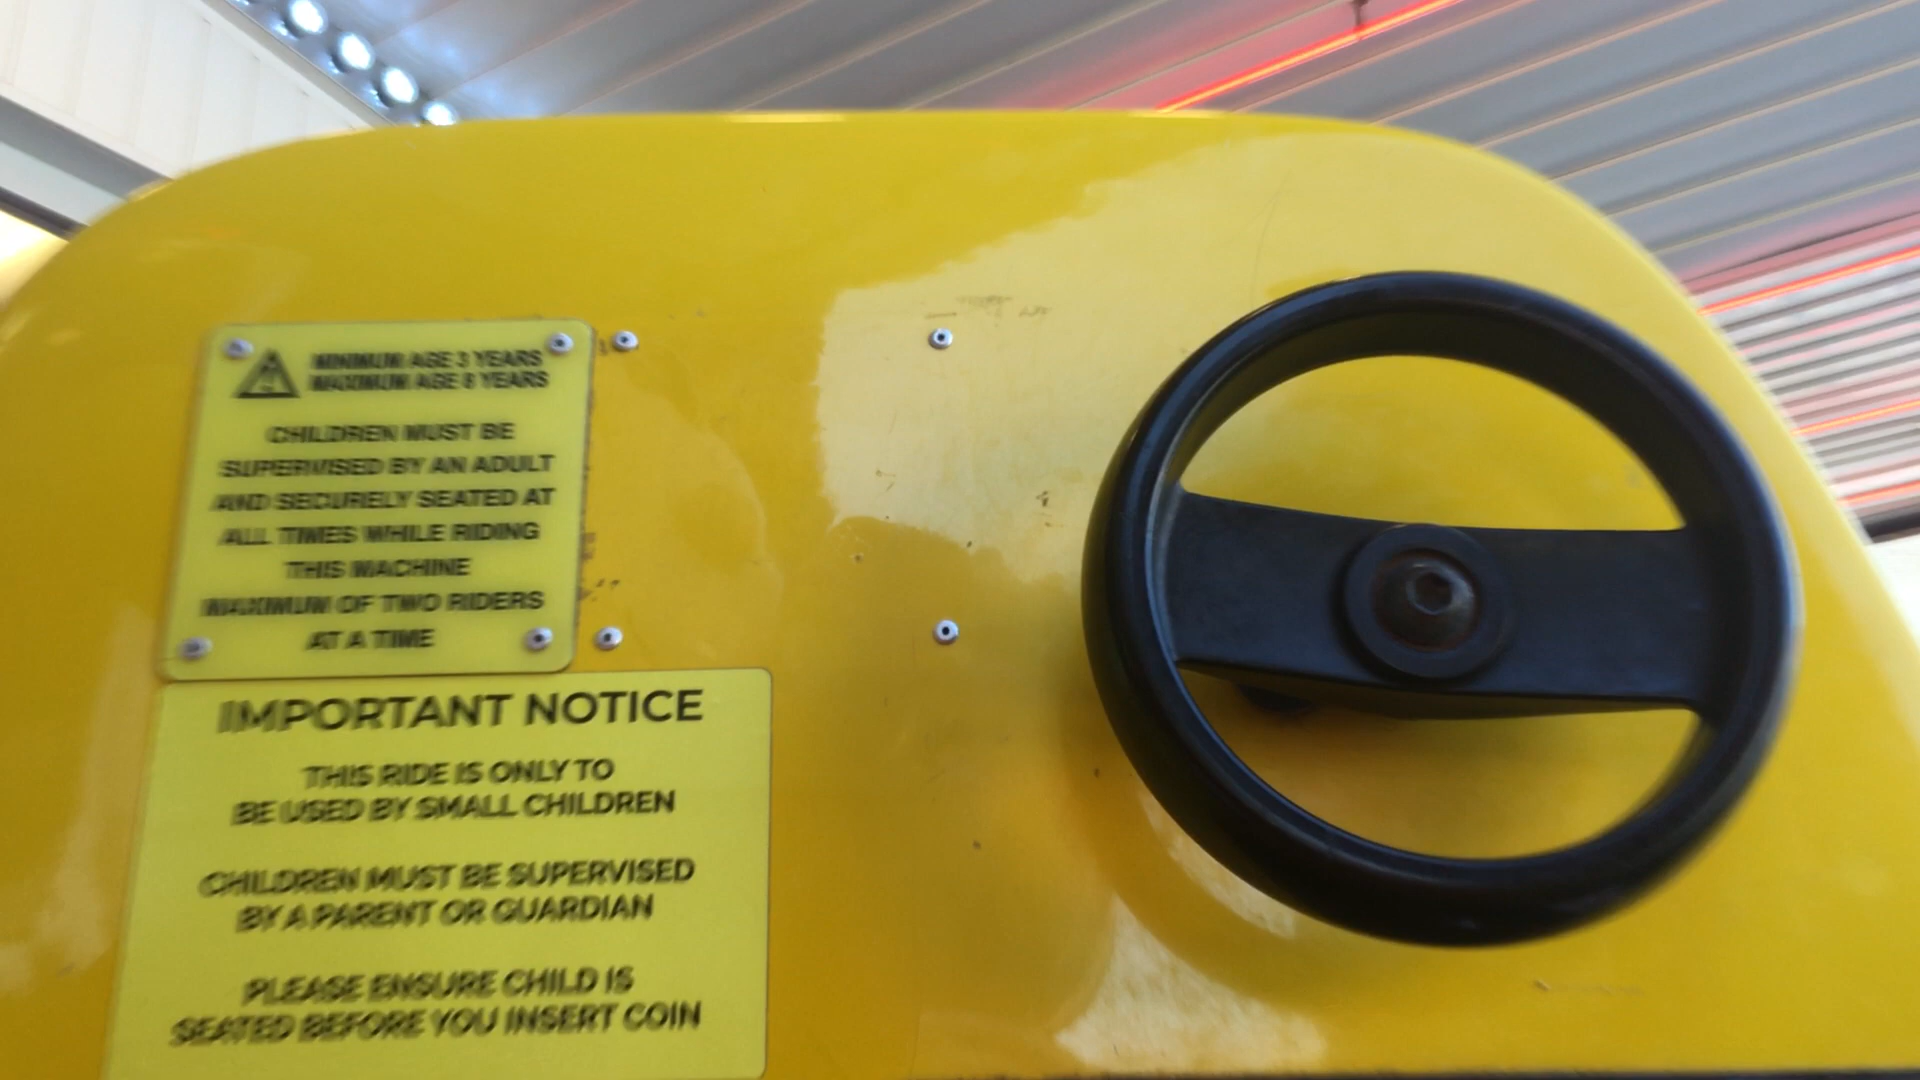 MINIMUM AGE 3 YEARS
MAXIMUM AGE 8 YEARS
CHILDREN MUST BE
SUPERVISED BY AN ADULT
AND SECURELY SEATED AT
ALL TIMES WHILE RIDING
THIS MACHINE
MAXIMUM OF TWO RIDERS
AT A TIME
IMPORTANT NOTICE
THIS RIDE IS ONLY TO
BE USED BY SMALL CHILDREN
CHILDREN MUST BE SUPERVISED
BY A PARENT OR GUARDIAN
PLEASE ENSURE CHILD IS
SEATED BEFORE YOU INSERT COIN